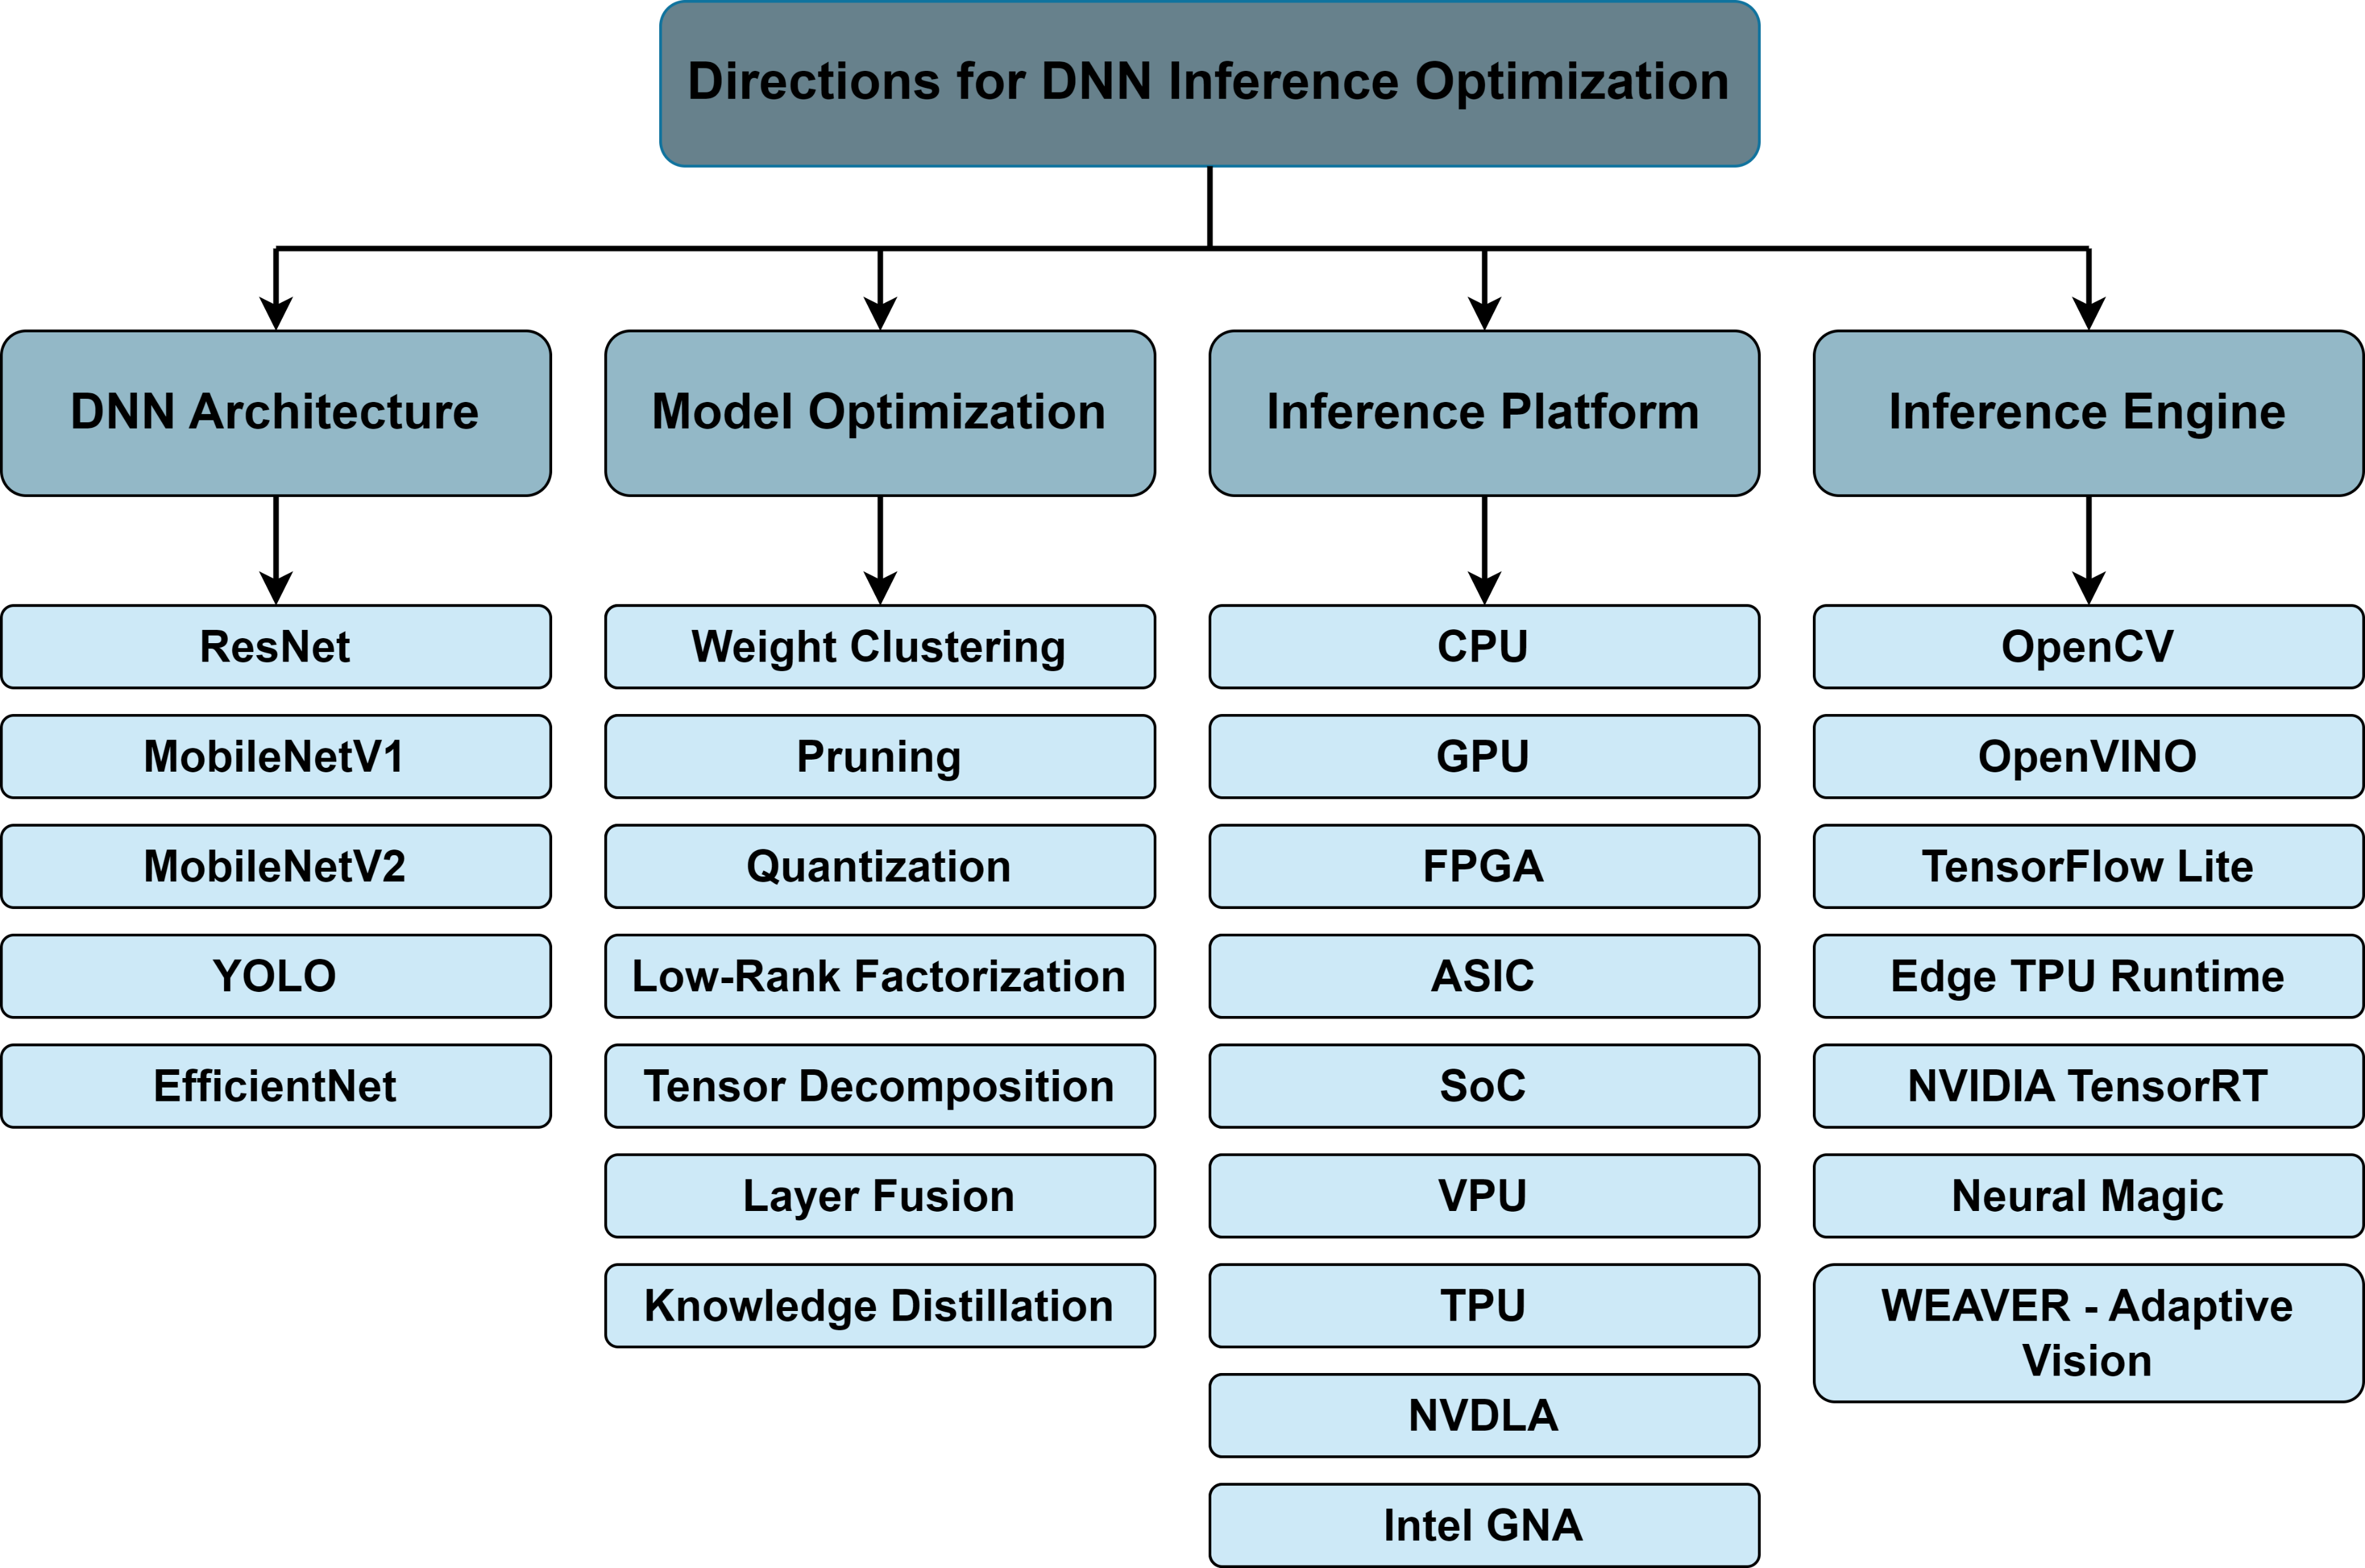 Directions for DNN Inference Optimization
DNN Architecture
Model Optimization
Inference Platform
Inference Engine
ResNet
MobileNetV1
MobileNetV2
YOLO
EfficientNet
Weight Clustering
Pruning
Quantization
Low-Rank Factorization
Tensor Decomposition
Layer Fusion
Knowledge Distillation
CPU
GPU
FPGA
ASIC
SoC
VPU
TPU
NVDLA
Intel GNA
OpenCV
OpenVINO
TensorFlow Lite
Edge TPU Runtime
NVIDIA TensorRT
Neural Magic
WEAVER - Adaptive
Vision